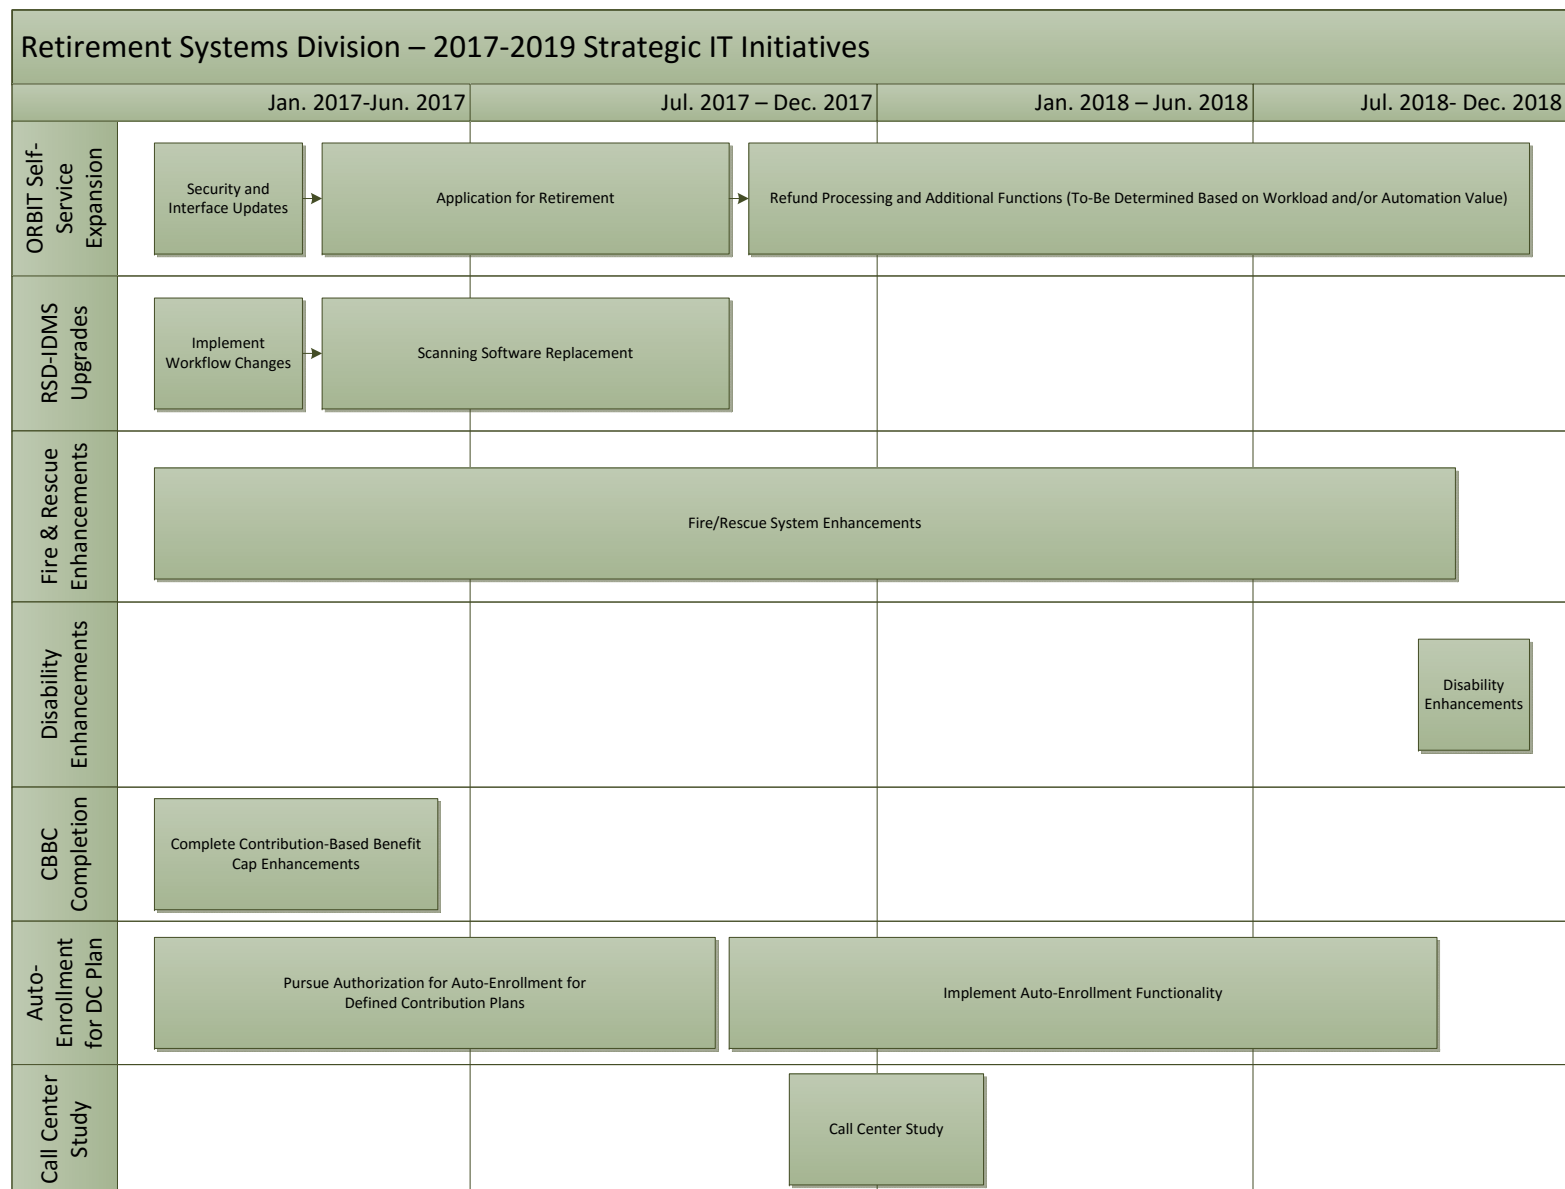 Retirement Systems Division – 2017-2019 Strategic IT Initiatives
Jan. 2017-Jun. 2017
Jul. 2017 – Dec. 2017
Jan. 2018 – Jun. 2018
Jul. 2018- Dec. 2018
ORBIT Self-
Service
Expansion
Security and
Interface Updates
Application for Retirement
Refund Processing and Additional Functions (To-Be Determined Based on Workload and/or Automation Value)
RSD-IDMS
Upgrades
Implement
Workflow Changes
Scanning Software Replacement
Fire & Rescue
Enhancements
Fire/Rescue System Enhancements
Disability
Enhancements
Disability
Enhancements
CBBC
Completion
Complete Contribution-Based Benefit
Cap Enhancements
Auto-
Enrollment
for DC Plan
Pursue Authorization for Auto-Enrollment for
Defined Contribution Plans
Implement Auto-Enrollment Functionality
Call Center
Study
Call Center Study